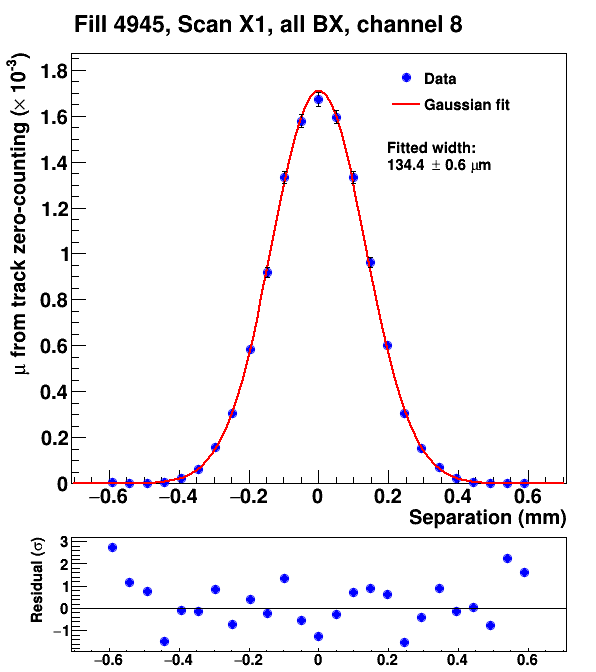 Fill 4945, Scan X1, all BX, channel 8
μ from track zero-counting (× 10⁻³)
1.8
1.6
1.4
1.2
1
0.8
0.6
0.4
0.2
0
Data
Gaussian fit
Fitted width:
134.4 ± 0.6 μm
−0.6 −0.4 −0.2 0 0.2 0.4 0.6
Separation (mm)
Residual (σ)
3
2
1
0
−1
−0.6 −0.4 −0.2 0 0.2 0.4 0.6